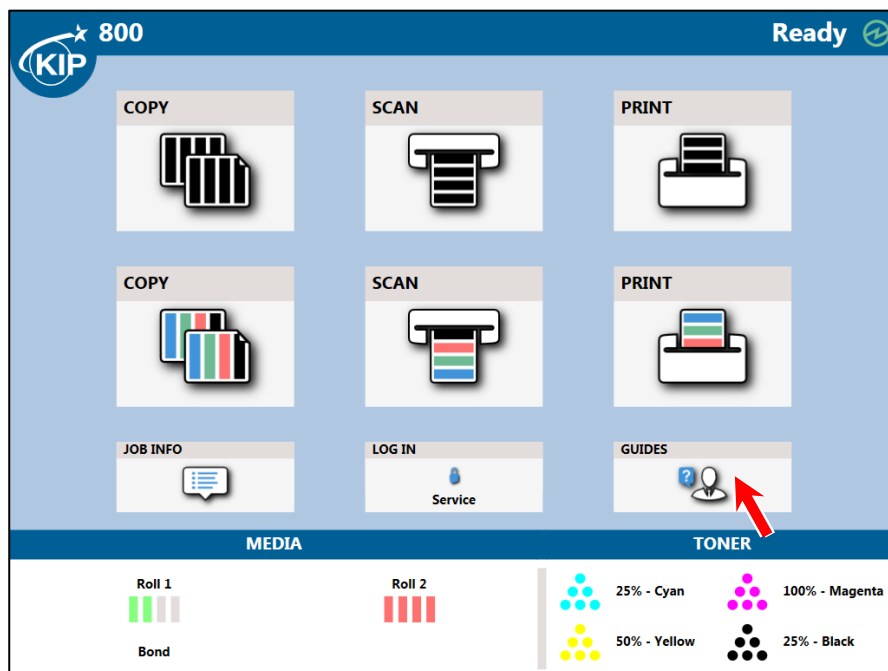 KIP 800 Ready
COPY SCAN PRINT
COPY SCAN PRINT
JOB INFO LOG IN GUIDES
?
Service
MEDIA TONER
Roll 1 Roll 2
25% - Cyan 100% - Magenta
50% - Yellow 25% - Black
Bond